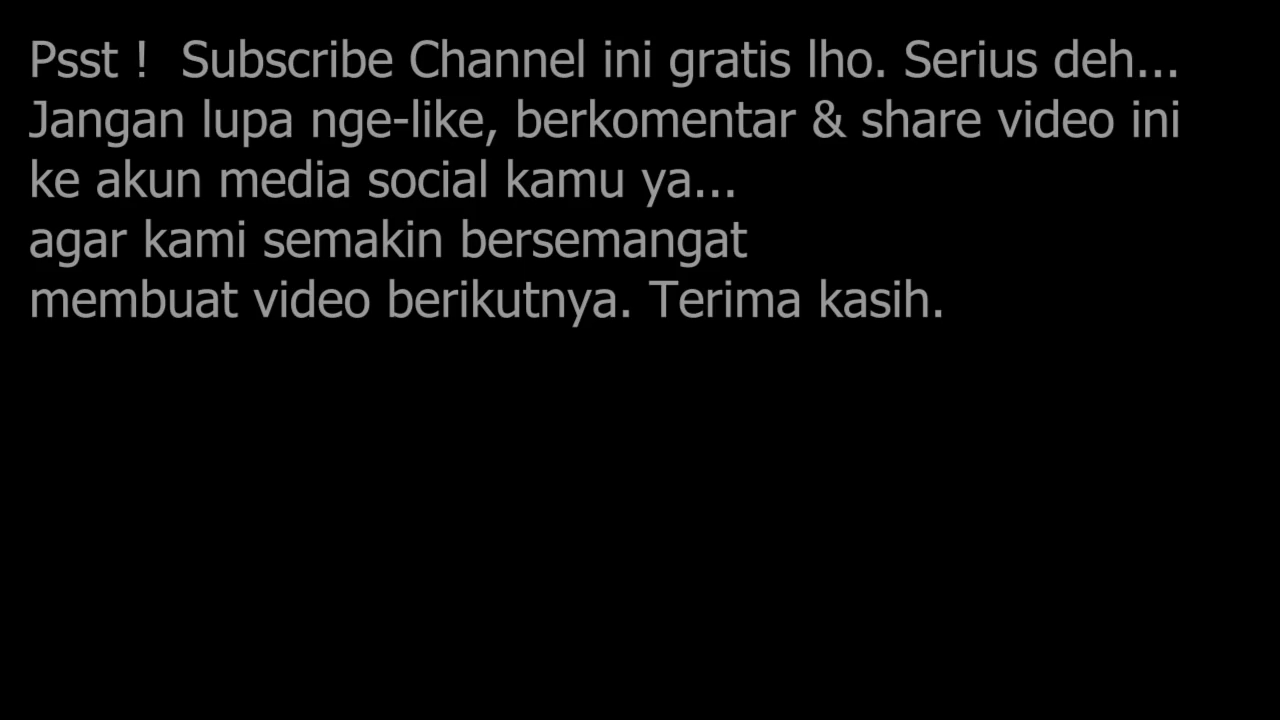 Psst !  Subscribe Channel ini gratis lho. Serius deh...
Jangan lupa nge-like, berkomentar & share video ini
ke akun media social kamu ya...
agar kami semakin bersemangat
membuat video berikutnya. Terima kasih.